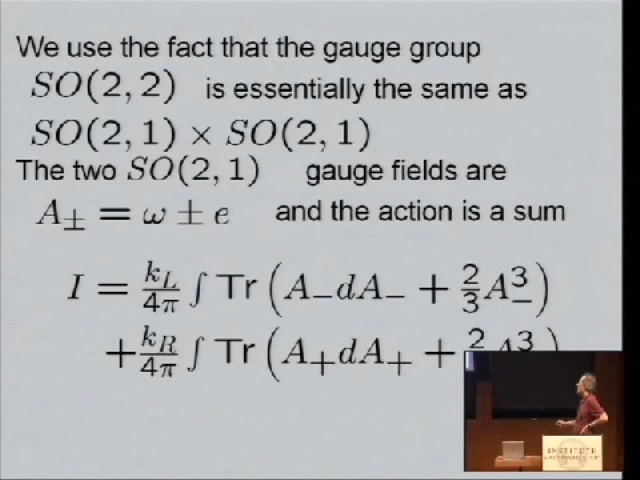 We use the fact that the gauge group
SO(2, 2) is essentially the same as
SO(2, 1) × SO(2, 1)
The two SO(2, 1) gauge fields are
A± = ω ± e and the action is a sum
I = k_L/4π ∫ Tr ( A₋dA₋ + 2/3 A₋³ )
+ k_R/4π ∫ Tr ( A₊dA₊ + 2 A³ )
INSTITUTE